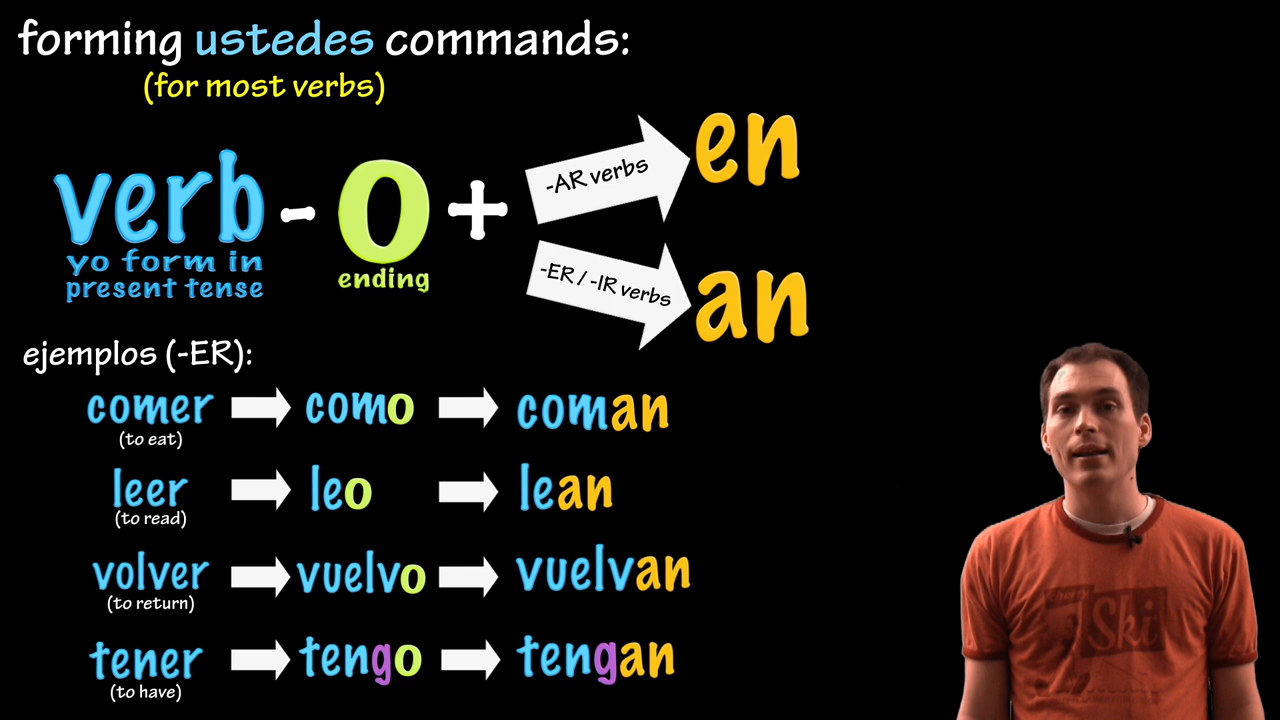 forming ustedes commands:
(for most verbs)
verb - o + -AR verbs en
yo form in
present tense
ending
-ER / -IR verbs an
ejemplos (-ER):
comer como coman
(to eat)
leer leo lean
(to read)
volver vuelvo vuelvan
(to return)
tener tengo tengan
(to have)
Ski